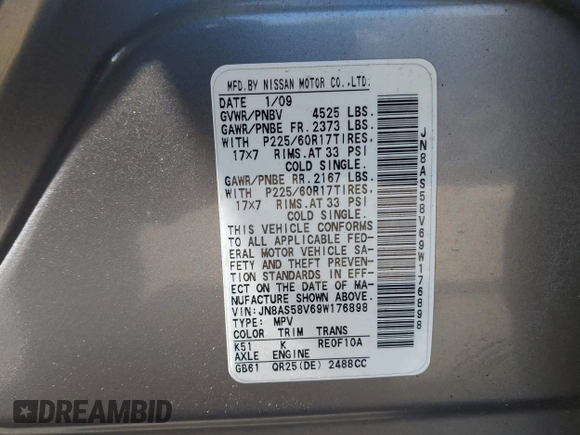 MFD.BY NISSAN MOTOR CO.,LTD.
DATE 1/09
GVWR/PNBV 4525 LBS.
GAWR/PNBE FR. 2373 LBS.
WITH P225/60R17TIRES,
17x7 RIMS.AT 33 PSI
COLD SINGLE.
GAWR/PNBE RR. 2167 LBS.
WITH P225/60R17TIRES,
17x7 RIMS.AT 33 PSI
COLD SINGLE.
THIS VEHICLE CONFORMS
TO ALL APPLICABLE FED-
ERAL MOTOR VEHICLE SA-
FETY AND THEFT PREVEN-
TION STANDARDS IN EFF-
ECT ON THE DATE OF MA-
NUFACTURE SHOWN ABOVE.
VIN:JN8AS58V69W176898
TYPE: MPV
COLOR TRIM TRANS
K51 K RE0F10A
AXLE ENGINE
GB61 QR25(DE) 2488CC
JN8AS58V69W176898
DREAMBID